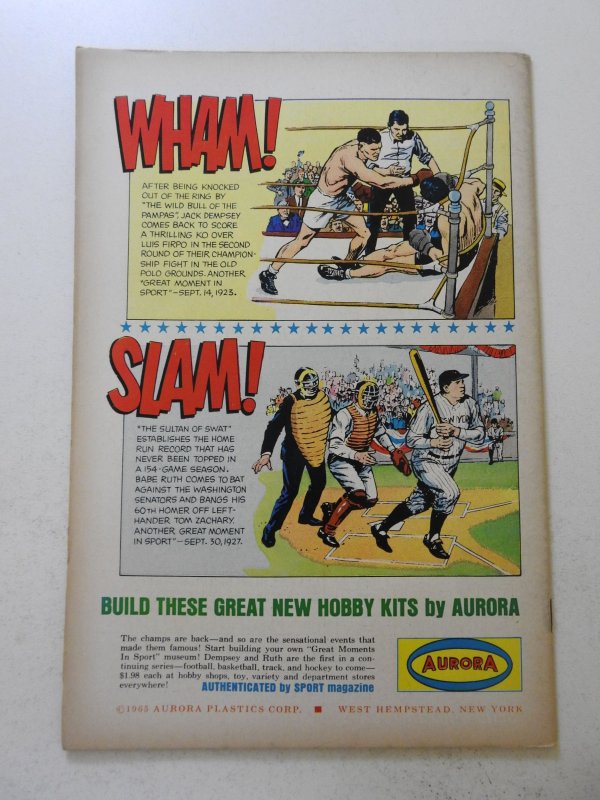 WHAM!
AFTER BEING KNOCKED
OUT OF THE RING BY
"THE WILD BULL OF THE
PAMPAS", JACK DEMPSEY
COMES BACK TO SCORE
A THRILLING KO OVER
LUIS FIRPO IN THE SECOND
ROUND OF THEIR CHAMPION-
SHIP FIGHT IN THE OLD
POLO GROUNDS. ANOTHER
"GREAT MOMENT IN
SPORT"—SEPT. 14, 1923.
SLAM!
"THE SULTAN OF SWAT"
ESTABLISHES THE HOME
RUN RECORD THAT HAS
NEVER BEEN TOPPED IN
A 154-GAME SEASON.
BABE RUTH COMES TO BAT
AGAINST THE WASHINGTON
SENATORS AND BANGS HIS
60TH HOMER OFF LEFT-
HANDER TOM ZACHARY.
ANOTHER GREAT MOMENT
IN SPORT"—SEPT. 30, 1927.
BUILD THESE GREAT NEW HOBBY KITS by AURORA
The champs are back—and so are the sensational events that
made them famous! Start building your own "Great Moments
In Sport" museum! Dempsey and Ruth are the first in a con-
tinuing series—football, basketball, track, and hockey to come—
$1.98 each at hobby shops, toy, variety and department stores
everywhere! AUTHENTICATED by SPORT magazine
AURORA
©1965 AURORA PLASTICS CORP. ■ WEST HEMPSTEAD, NEW YORK